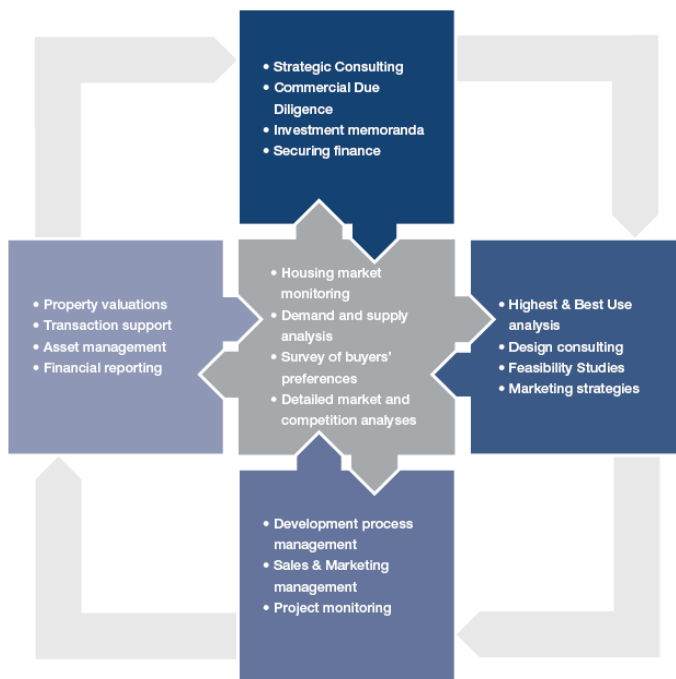 • Strategic Consulting
• Commercial Due
Diligence
• Investment memoranda
• Securing finance
• Property valuations
• Transaction support
• Asset management
• Financial reporting
• Housing market
monitoring
• Demand and supply
analysis
• Survey of buyers'
preferences
• Detailed market and
competition analyses
• Highest & Best Use
analysis
• Design consulting
• Feasibility Studies
• Marketing strategies
• Development process
management
• Sales & Marketing
management
• Project monitoring